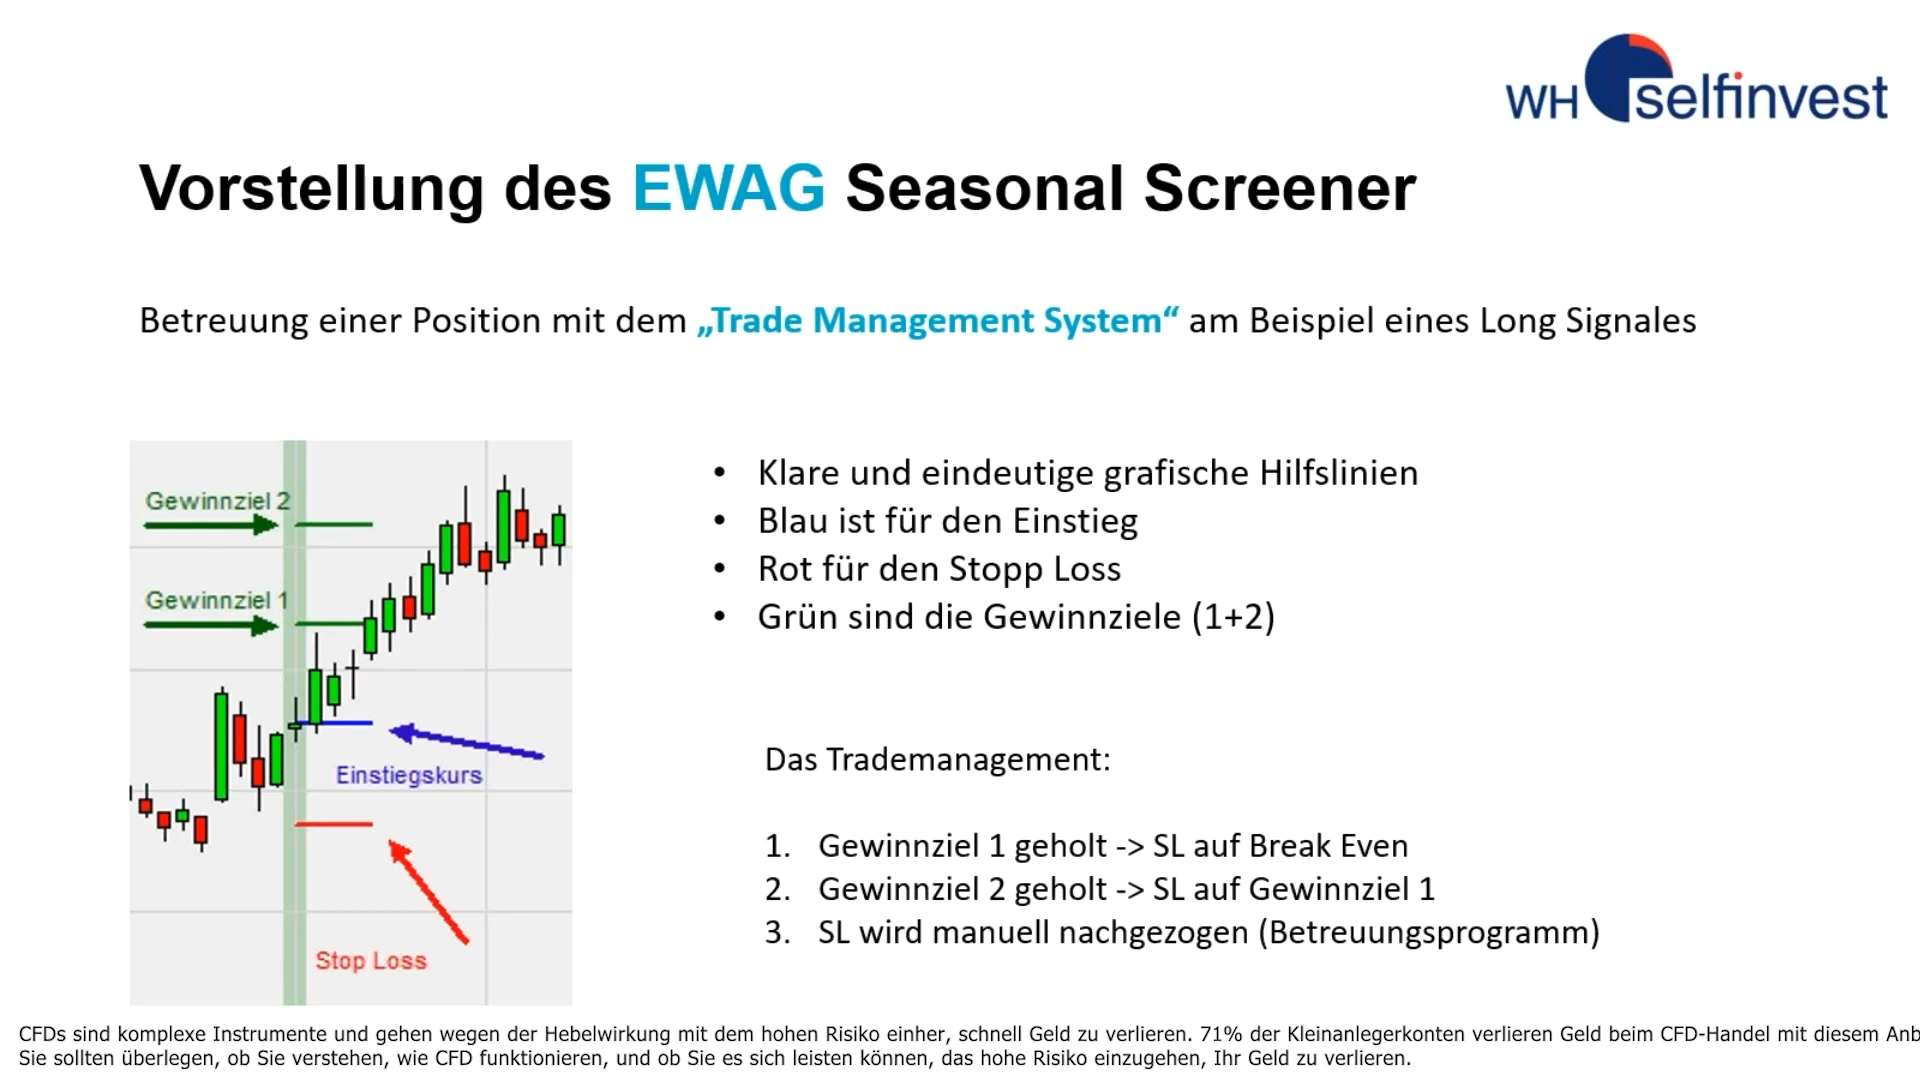 WH selfinvest
Vorstellung des EWAG Seasonal Screener
Betreuung einer Position mit dem „Trade Management System“ am Beispiel eines Long Signales
Gewinnziel 2
Gewinnziel 1
Einstiegskurs
Stop Loss
• Klare und eindeutige grafische Hilfslinien
• Blau ist für den Einstieg
• Rot für den Stopp Loss
• Grün sind die Gewinnziele (1+2)
Das Trademanagement:
1. Gewinnziel 1 geholt -> SL auf Break Even
2. Gewinnziel 2 geholt -> SL auf Gewinnziel 1
3. SL wird manuell nachgezogen (Betreuungsprogramm)
CFDs sind komplexe Instrumente und gehen wegen der Hebelwirkung mit dem hohen Risiko einher, schnell Geld zu verlieren. 71% der Kleinanlegerkonten verlieren Geld beim CFD-Handel mit diesem Anb
Sie sollten überlegen, ob Sie verstehen, wie CFD funktionieren, und ob Sie es sich leisten können, das hohe Risiko einzugehen, Ihr Geld zu verlieren.